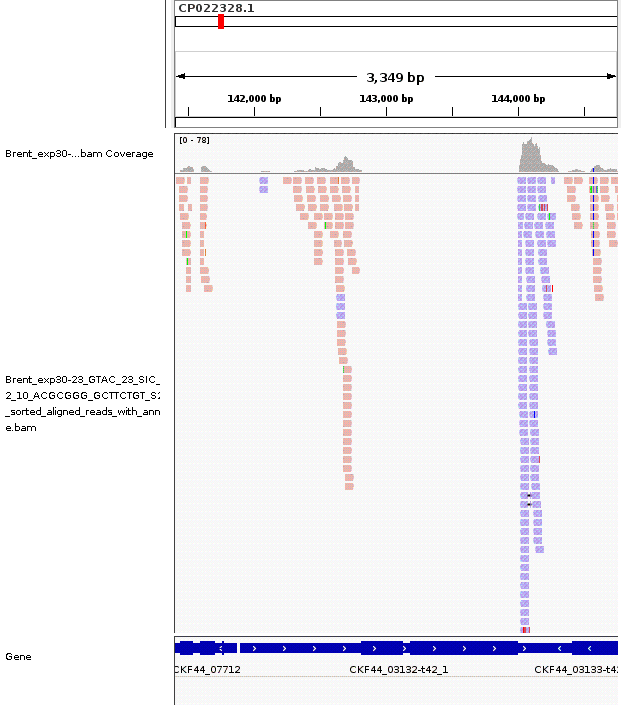 CP022328.1
3,349 bp
142,000 bp 143,000 bp 144,000 bp
[0 - 78]
Brent_exp30-...bam Coverage
Brent_exp30-23_GTAC_23_SIC_
2_10_ACGCGGG_GCTTCTGT_S2
_sorted_aligned_reads_with_ann
e.bam
Gene
CKF44_07712 CKF44_03132-t42_1 CKF44_03133-t42